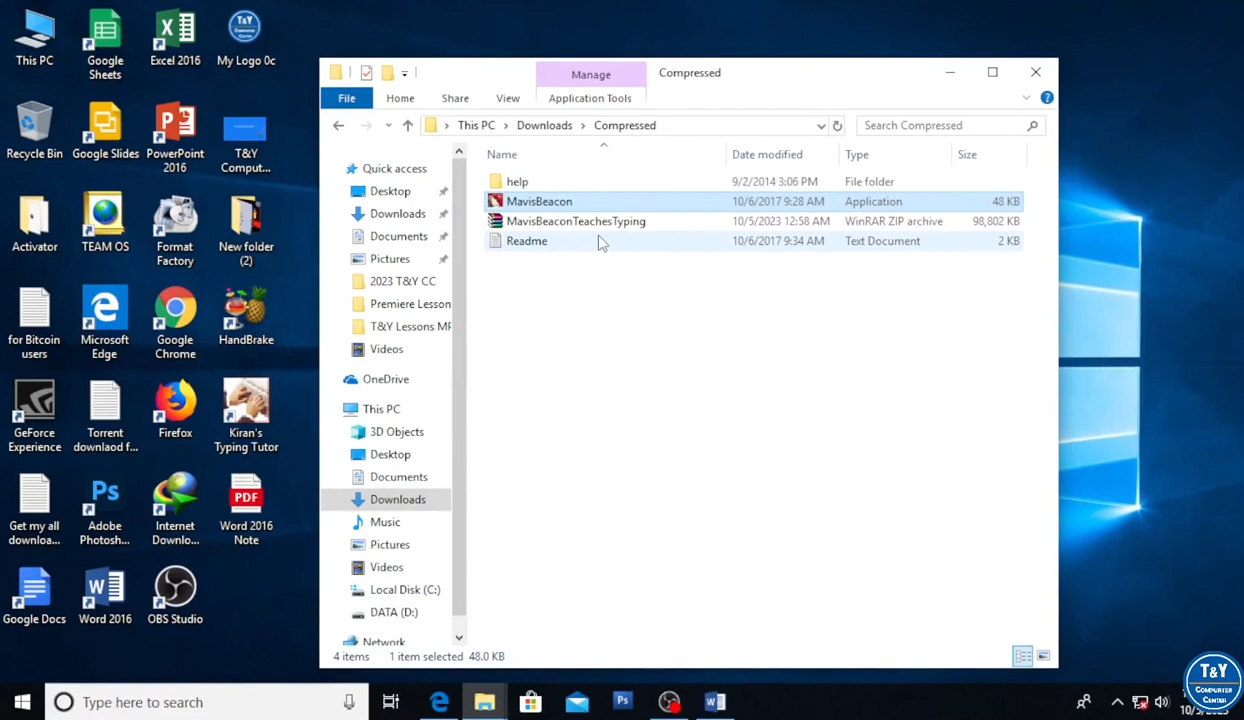 This PC
Google
Sheets
Excel 2016
My Logo 0c
T&Y
COMPUTER
CENTER
Recycle Bin
Google Slides
PowerPoint
2016
T&Y
Comput...
Activator
TEAM OS
Format
Factory
New folder
(2)
for Bitcoin
users
Microsoft
Edge
Google
Chrome
HandBrake
GeForce
Experience
Torrent
downlaod f...
Firefox
Kiran's
Typing Tutor
Get my all
downloa...
Ps
Adobe
Photosh...
Internet
Downlo...
PDF
Word 2016
Note
Google Docs
Word 2016
OBS Studio
Manage
Compressed
File
Home
Share
View
Application Tools
This PC > Downloads > Compressed
Search Compressed
Name
Date modified
Type
Size
help
9/2/2014 3:06 PM
File folder
MavisBeacon
10/6/2017 9:28 AM
Application
48 KB
MavisBeaconTeachesTyping
10/5/2023 12:58 AM
WinRAR ZIP archive
98,802 KB
Readme
10/6/2017 9:34 AM
Text Document
2 KB
Quick access
Desktop
Downloads
Documents
Pictures
2023 T&Y CC
Premiere Lesson
T&Y Lessons MP
Videos
OneDrive
This PC
3D Objects
Desktop
Documents
Downloads
Music
Pictures
Videos
Local Disk (C:)
DATA (D:)
Network
4 items
1 item selected 48.0 KB
Type here to search
Ps
T&Y
COMPURTER
CENTER